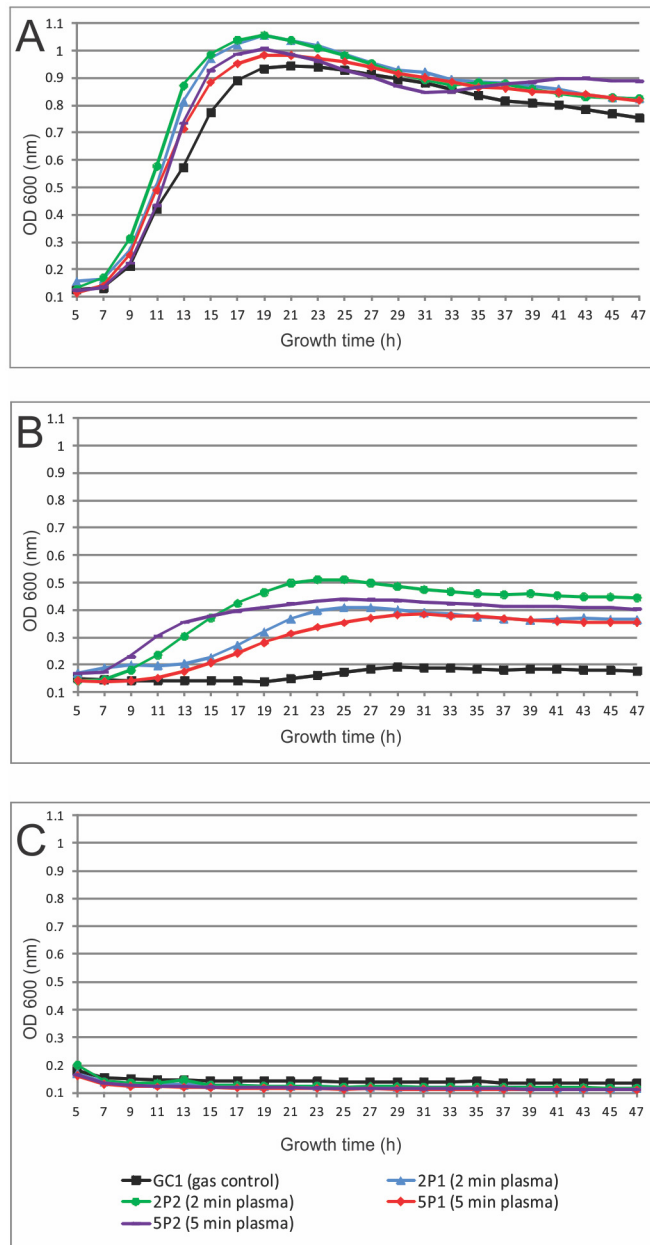 A
OD 600 (nm)
1.1
1
0.9
0.8
0.7
0.6
0.5
0.4
0.3
0.2
0.1
5 7 9 11 13 15 17 19 21 23 25 27 29 31 33 35 37 39 41 43 45 47
Growth time (h)
B
OD 600 (nm)
1.1
1
0.9
0.8
0.7
0.6
0.5
0.4
0.3
0.2
0.1
5 7 9 11 13 15 17 19 21 23 25 27 29 31 33 35 37 39 41 43 45 47
Growth time (h)
C
OD 600 (nm)
1.1
1
0.9
0.8
0.7
0.6
0.5
0.4
0.3
0.2
0.1
5 7 9 11 13 15 17 19 21 23 25 27 29 31 33 35 37 39 41 43 45 47
Growth time (h)
GC1 (gas control) 2P1 (2 min plasma)
2P2 (2 min plasma) 5P1 (5 min plasma)
5P2 (5 min plasma)